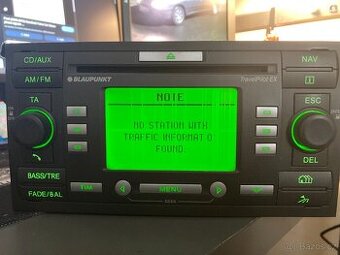 CD/AUX
NAV
AM/FM
BLAUPUNKT
TravelPilot EX
TA
NOTE
ESC
NO STATION WITH
TRAFFIC INFORMATIO
FOUND.
DEL
BASS/TRE
FADE/BAL
TIM
MENU